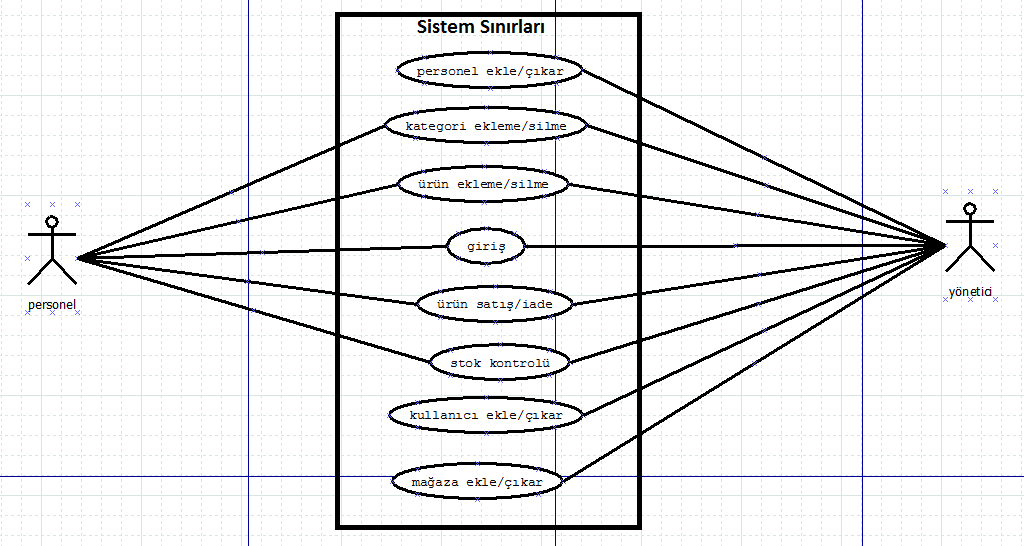 Sistem Sınırları
personel ekle/çıkar
kategori ekleme/silme
ürün ekleme/silme
giriş
ürün satış/iade
stok kontrolü
kullanıcı ekle/çıkar
mağaza ekle/çıkar
personel
yönetici